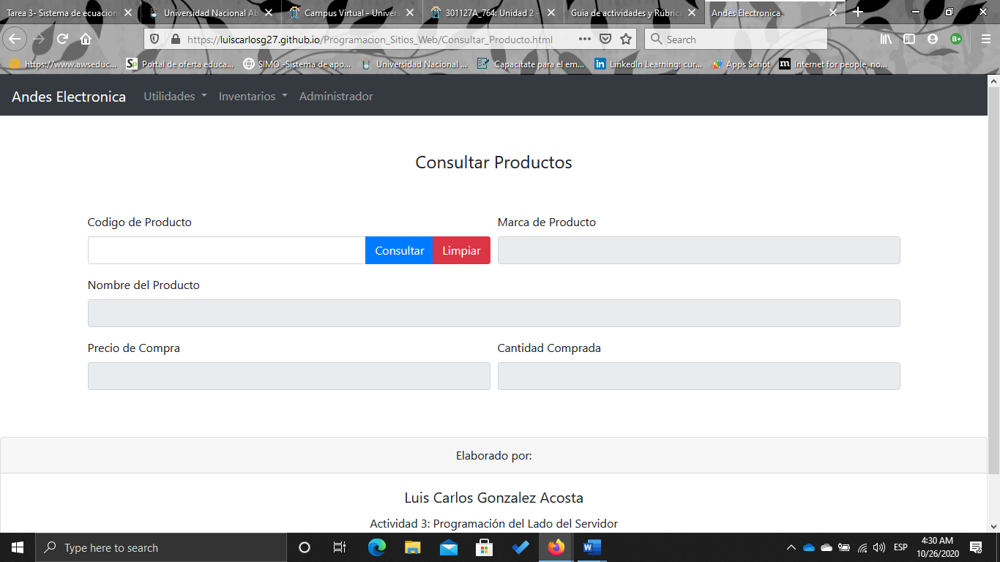 Tarea 3- Sistema de ecuacion
Universidad Nacional Ab
Campus Virtual - Univers
301127A_764: Unidad 2 -
Guia de actividades y Rúbrica
Andes Electronica
https://luiscarlosg27.github.io/Programacion_Sitios_Web/Consultar_Producto.html
Search
https://www.awseduc...
Portal de oferta educa...
SIMO -Sistema de apo...
Universidad Nacional ...
Capacítate para el em...
LinkedIn Learning: cur...
Apps Script
Internet for people, no...
Andes Electronica Utilidades Inventarios Administrador
Consultar Productos
Codigo de Producto Marca de Producto
Consultar Limpiar
Nombre del Producto
Precio de Compra Cantidad Comprada
Elaborado por:
Luis Carlos Gonzalez Acosta
Actividad 3: Programación del Lado del Servidor
Type here to search
ESP
4:30 AM
10/26/2020